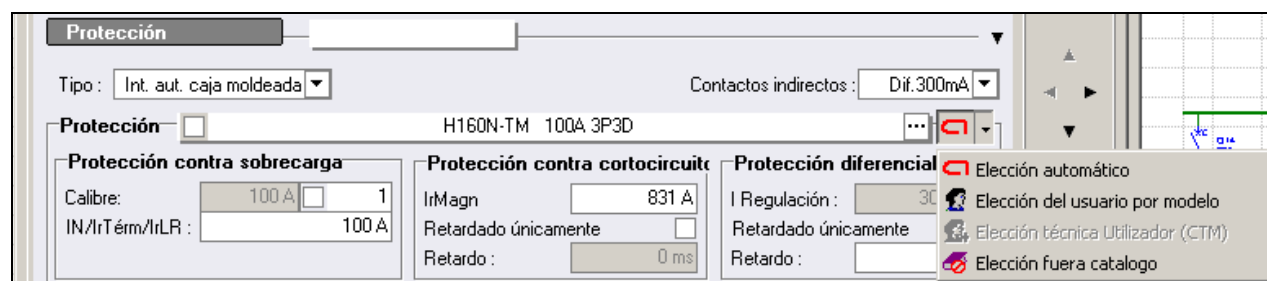 Protección
Tipo : Int. aut. caja moldeada Contactos indirectos : Dif.300mA
Protección H160N-TM 100A 3P3D ...
Protección contra sobrecarga Protección contra cortocircuito Protección diferencial
Calibre: 100 A 1 IrMagn 831 A I Regulación : 30
IN/IrTérm/IrLR : 100 A Retardado únicamente Retardado únicamente
Retardo : 0 ms Retardo :
Elección automático
Elección del usuario por modelo
Elección técnica Utilizador (CTM)
Elección fuera catalogo